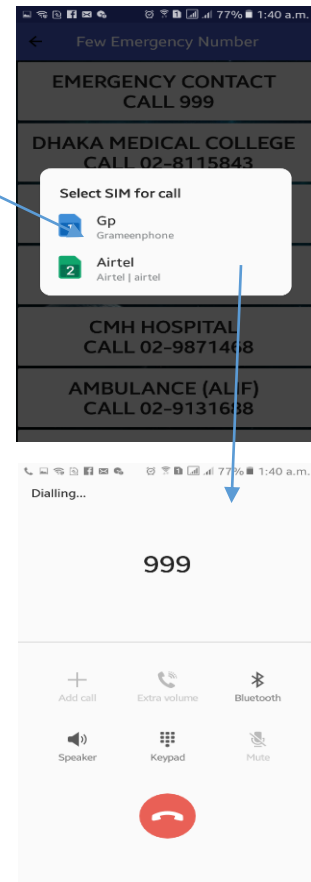 77% 1:40 a.m.
Few Emergency Number
EMERGENCY CONTACT
CALL 999
DHAKA MEDICAL COLLEGE
CALL 02-8115843
Select SIM for call
Gp
Grameenphone
2 Airtel
Airtel | airtel
CMH HOSPITAL
CALL 02-9871468
AMBULANCE (ALIF)
CALL 02-9131688
77% 1:40 a.m.
Dialling...
999
Add call Extra volume Bluetooth
Speaker Keypad Mute